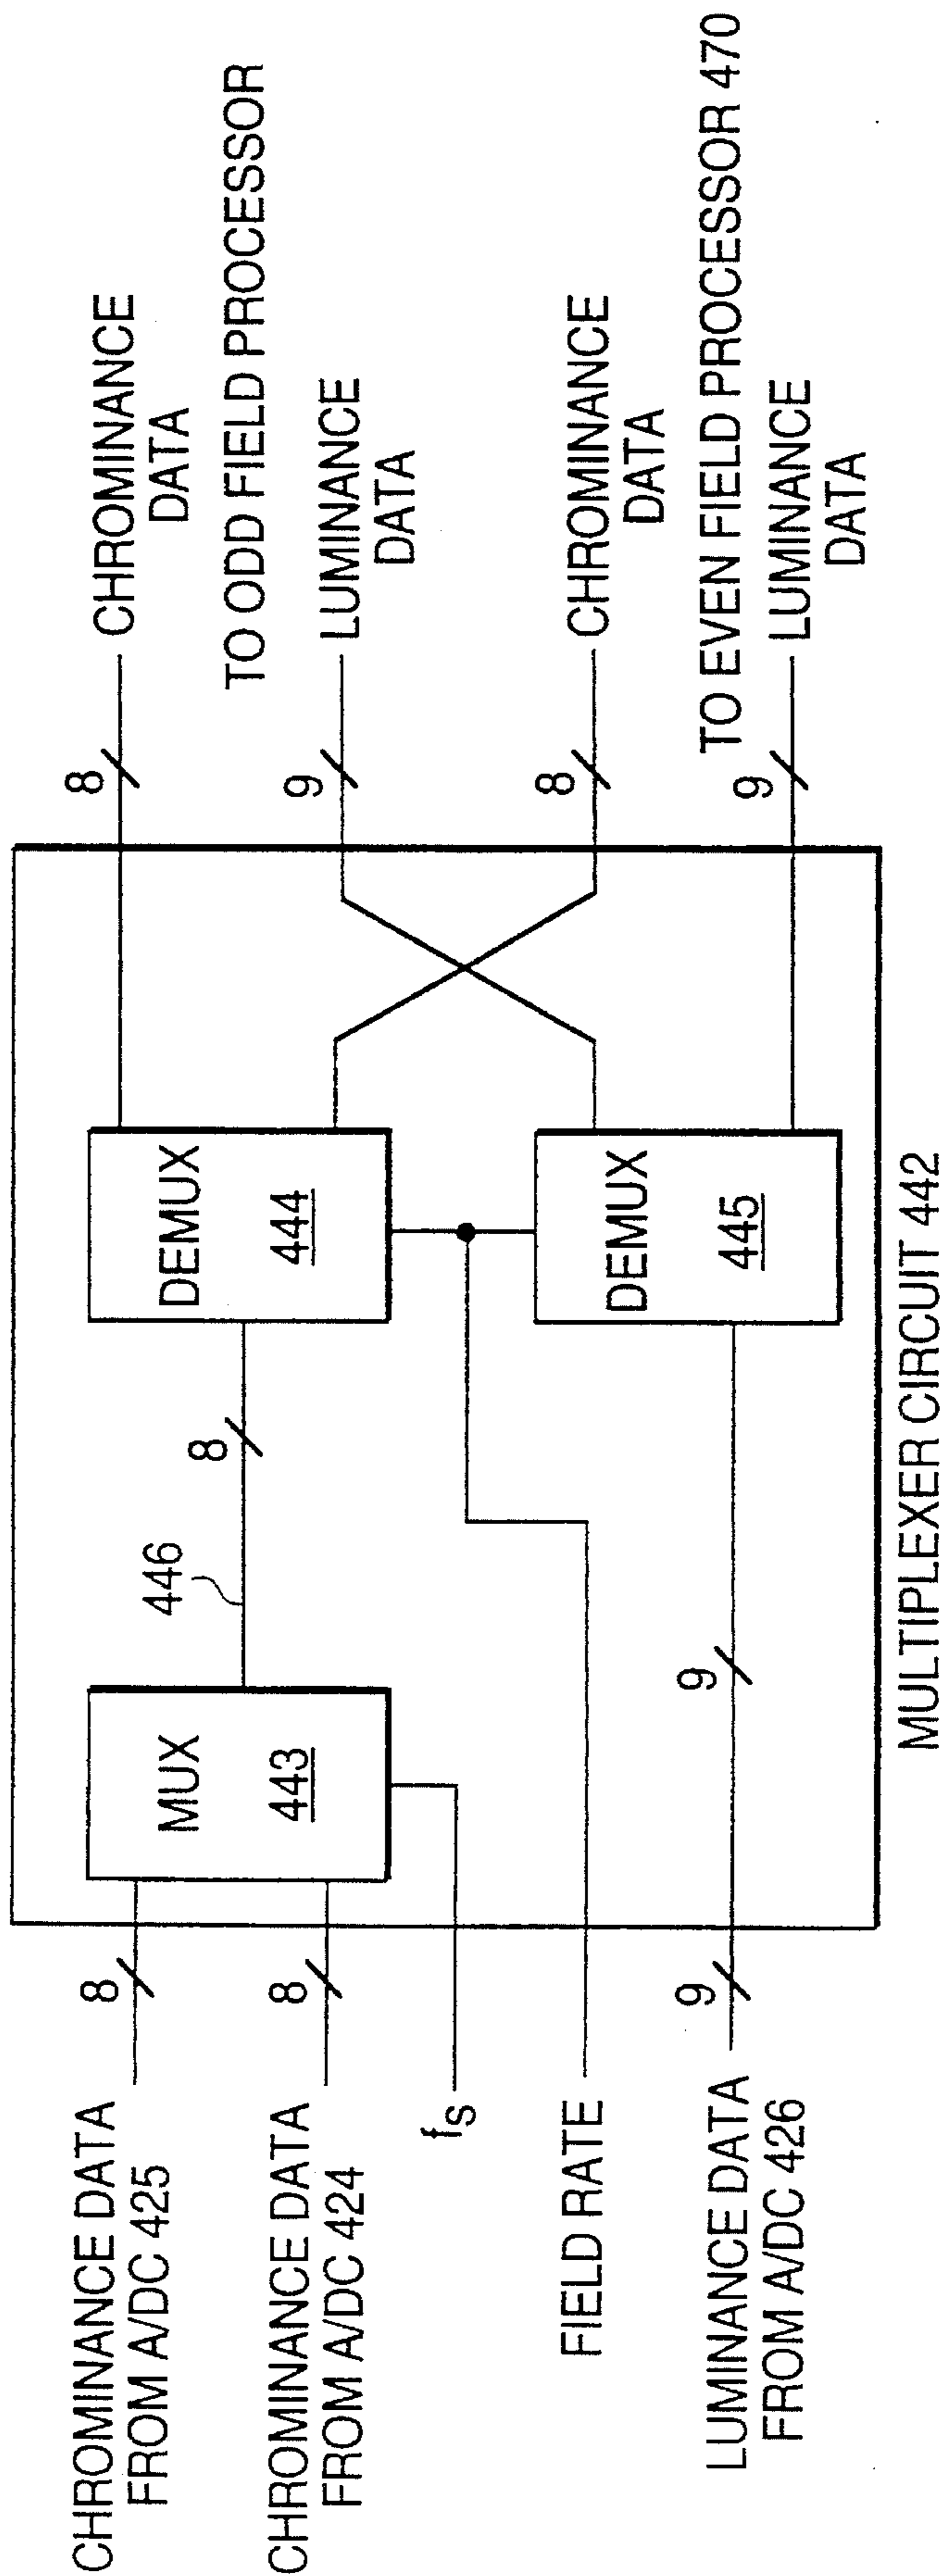 CHROMINANCE DATA
FROM A/DC 425
8
CHROMINANCE DATA
FROM A/DC 424
8
fS
FIELD RATE
LUMINANCE DATA
FROM A/DC 426
9
MUX
443
446
8
9
DEMUX
444
DEMUX
445
8
CHROMINANCE
DATA
TO ODD FIELD PROCESSOR
9
LUMINANCE
DATA
8
CHROMINANCE
DATA
TO EVEN FIELD PROCESSOR 470
9
LUMINANCE
DATA
MULTIPLEXER CIRCUIT 442